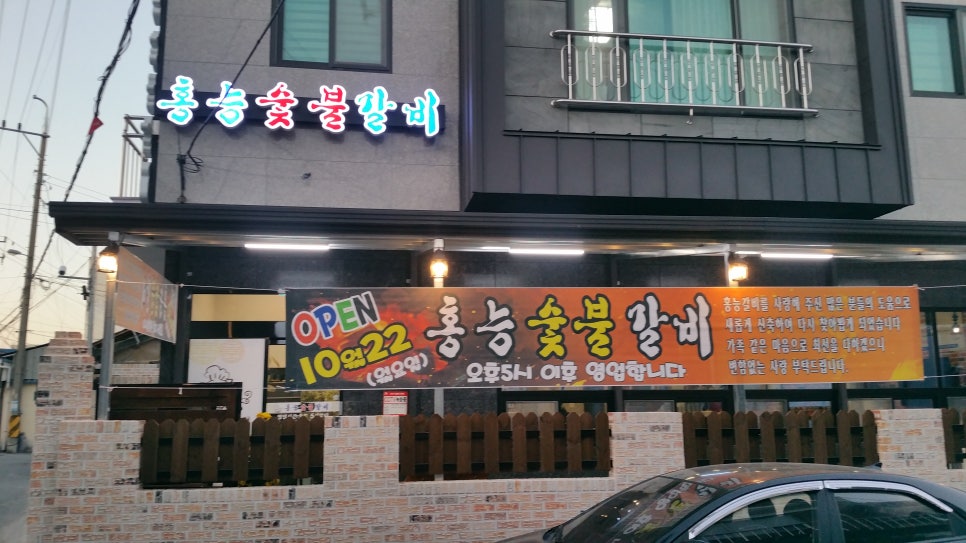 홍능숯불갈비
OPEN
10월22
(월요일)
홍능숯불갈비
오후5시 이후 영업합니다
홍능갈비를 사랑해 주신 많은 분들의 도움으로
새롭게 신축하여 다시 찾아뵙게 되었습니다
가족 같은 마음으로 최선을 다하겠으니
변함없는 사랑 부탁드립니다.